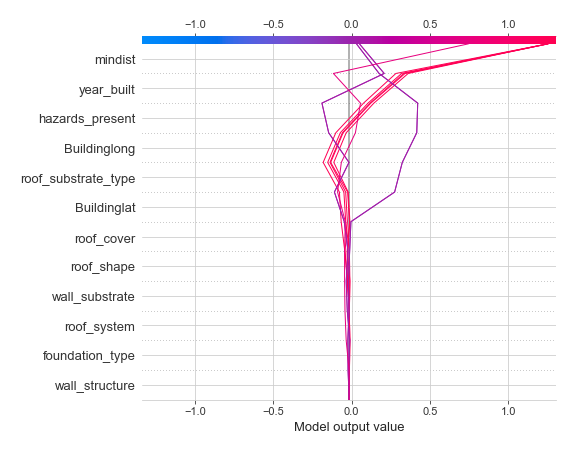 −1.0 −0.5 0.0 0.5 1.0
mindist
year_built
hazards_present
Buildinglong
roof_substrate_type
Buildinglat
roof_cover
roof_shape
wall_substrate
roof_system
foundation_type
wall_structure
−1.0 −0.5 0.0 0.5 1.0
Model output value